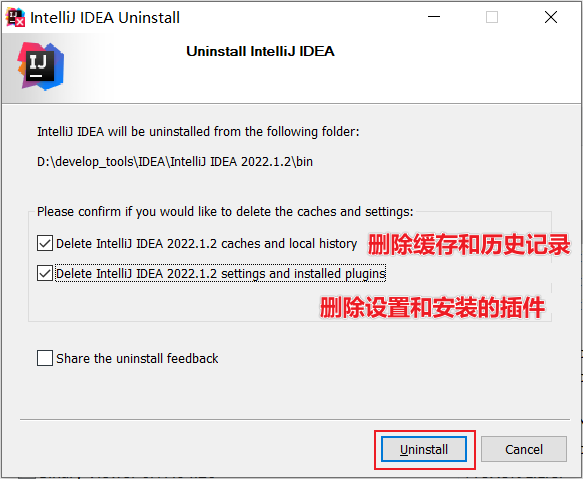 IntelliJ IDEA Uninstall
Uninstall IntelliJ IDEA
IJ
IntelliJ IDEA will be uninstalled from the following folder:
D:\develop_tools\IDEA\IntelliJ IDEA 2022.1.2\bin
Please confirm if you would like to delete the caches and settings:
Delete IntelliJ IDEA 2022.1.2 caches and local history 删除缓存和历史记录
Delete IntelliJ IDEA 2022.1.2 settings and installed plugins
删除设置和安装的插件
Share the uninstall feedback
Uninstall Cancel